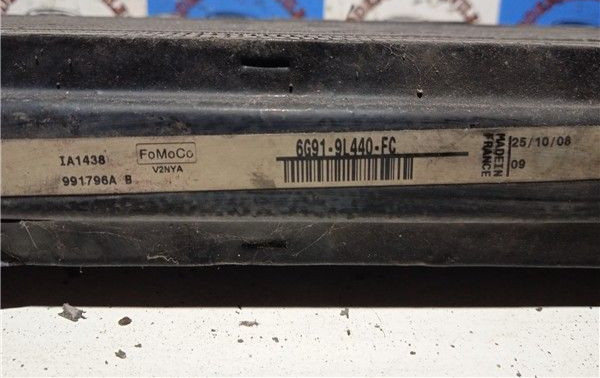 IA1438
991796A B
FoMoCo
V2NYA
6G91-9L440-FC
MADE IN
FRANCE
25/10/08
09